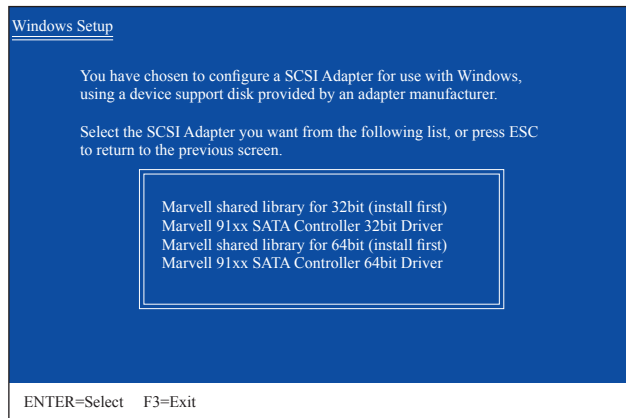 Windows Setup
You have chosen to configure a SCSI Adapter for use with Windows,
using a device support disk provided by an adapter manufacturer.
Select the SCSI Adapter you want from the following list, or press ESC
to return to the previous screen.
Marvell shared library for 32bit (install first)
Marvell 91xx SATA Controller 32bit Driver
Marvell shared library for 64bit (install first)
Marvell 91xx SATA Controller 64bit Driver
ENTER=Select F3=Exit